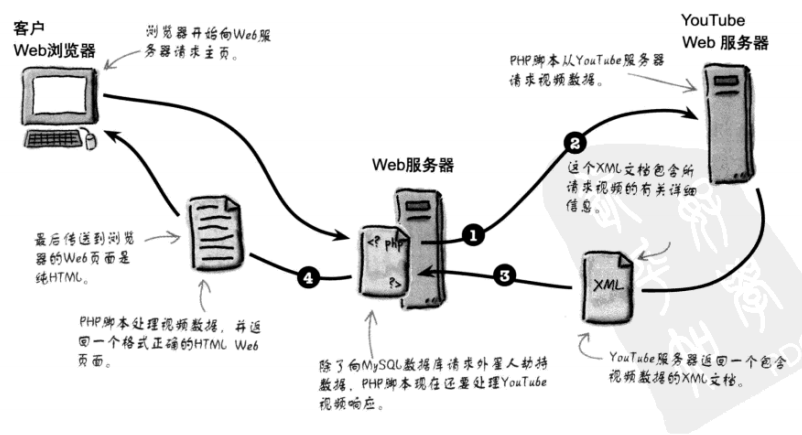 客户
Web浏览器
浏览器开始向Web服
务器请求主页。
YouTube
Web 服务器
PHP脚本从YouTube服务器
请求视频数据。
2
Web服务器
这个XML文档包含所
请求视频的有关详细
信息。
1
<? php
?>
最后传送到浏览
器的Web页面是
纯HTML。
4
3
XML
PHP脚本处理视频数据，并返
回一个格式正确的HTML Web
页面。
除了向MySQL数据库请求外星人劫持
数据，PHP脚本现在还要处理YouTube
视频响应。
YouTube服务器返回一个包含
视频数据的XML文档。